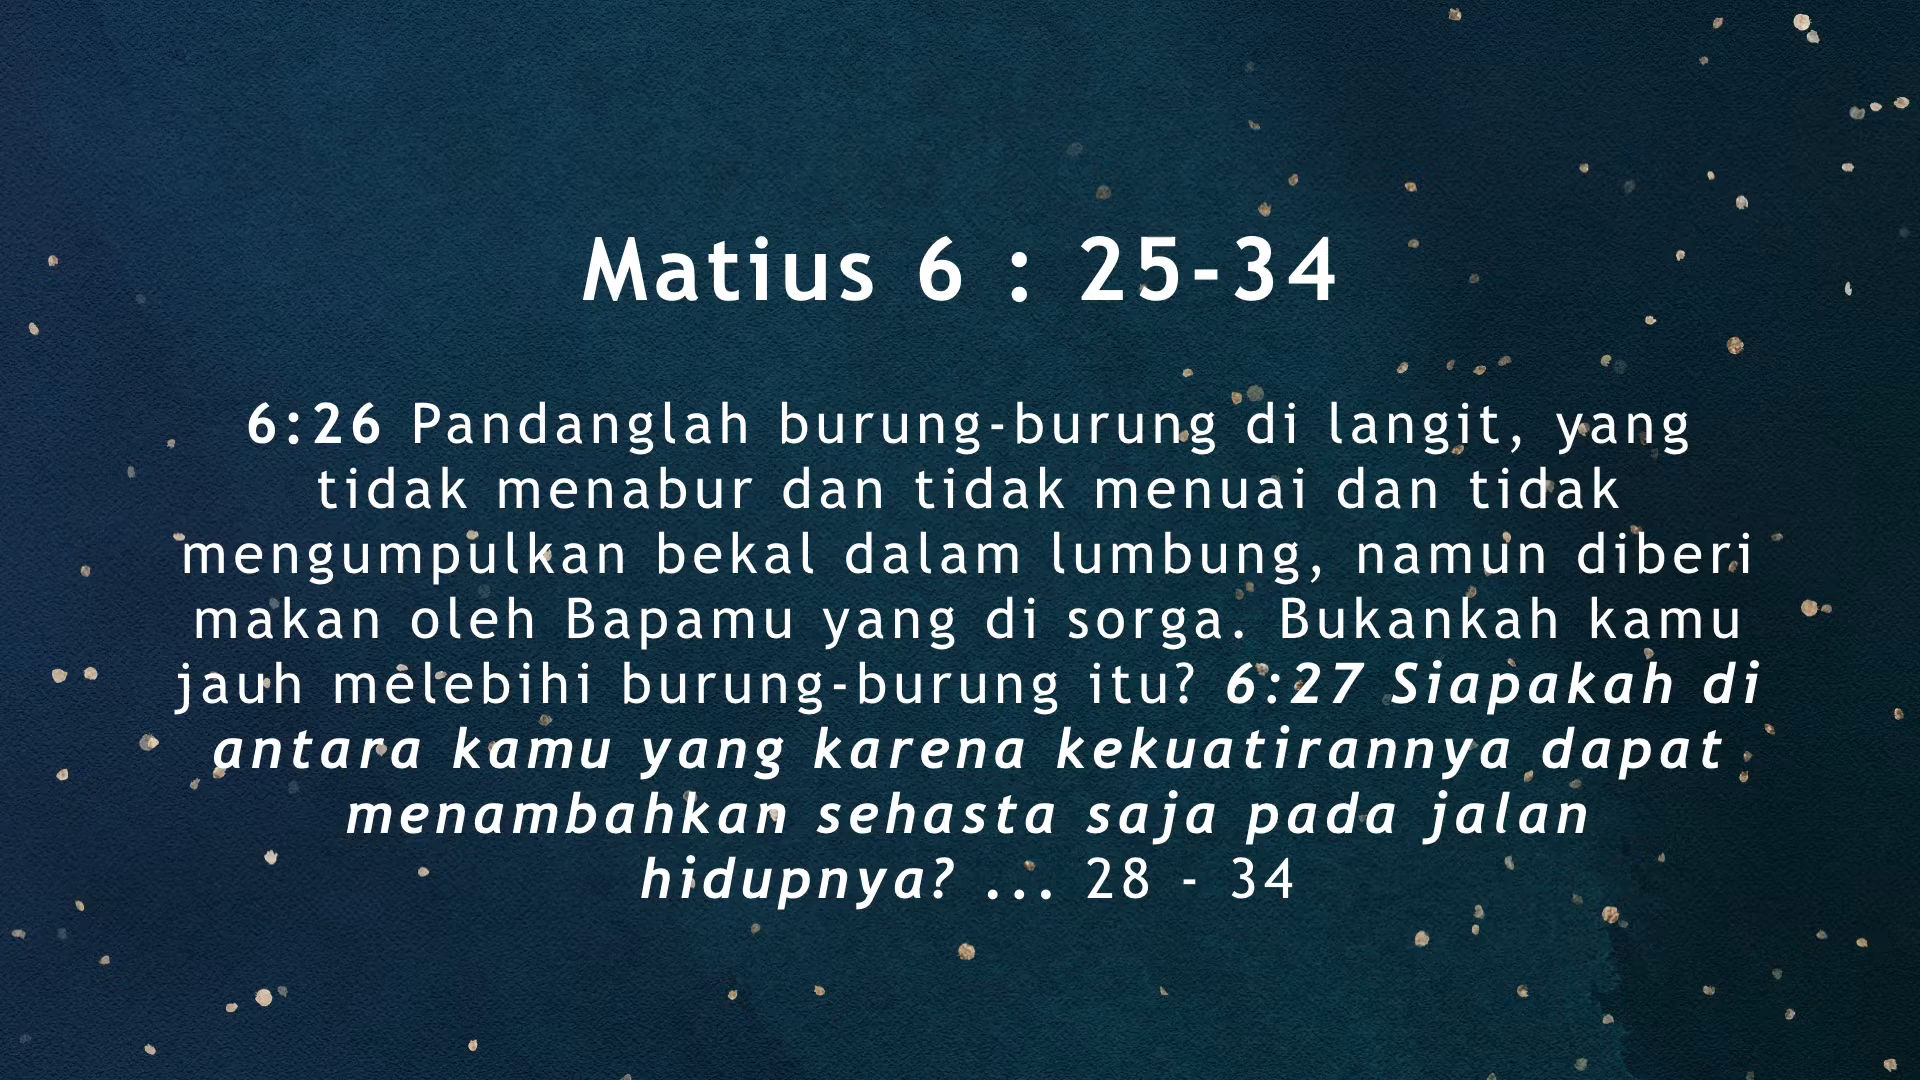 Matius 6 : 25-34
6:26 Pandanglah burung-burung di langit, yang
tidak menabur dan tidak menuai dan tidak
mengumpulkan bekal dalam lumbung, namun diberi
makan oleh Bapamu yang di sorga. Bukankah kamu
jauh melebihi burung-burung itu? 6:27 Siapakah di
antara kamu yang karena kekuatirannya dapat
menambahkan sehasta saja pada jalan
hidupnya? ... 28 - 34